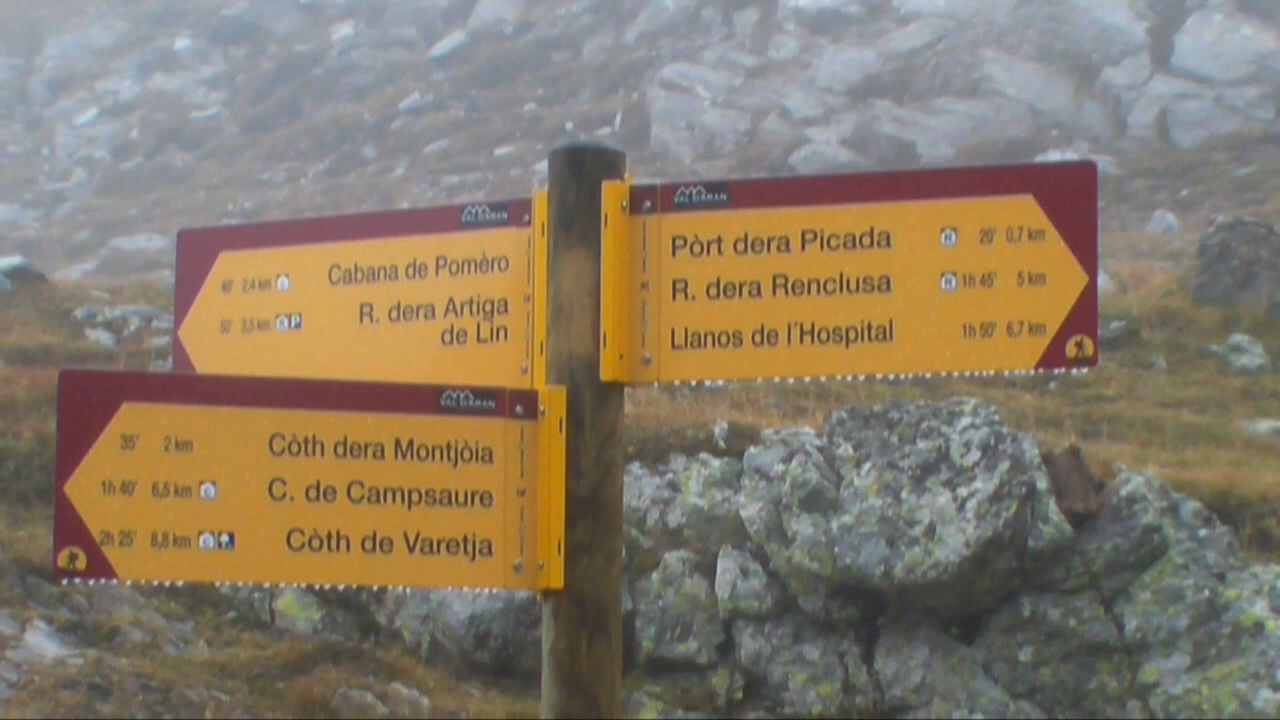 VAL D'ARAN
40' 2,4 km Cabana de Pomèro
50' 3,5 km P R. dera Artiga
de Lin
VAL D'ARAN
Pòrt dera Picada R 20' 0,7 km
R. dera Renclusa R 1h 45' 5 km
Llanos de l´Hospital 1h 50' 6,7 km
VAL D'ARAN
35' 2 km Còth dera Montjòia
1h 40' 6,5 km C. de Campsaure
2h 25' 8,8 km Còth de Varetja